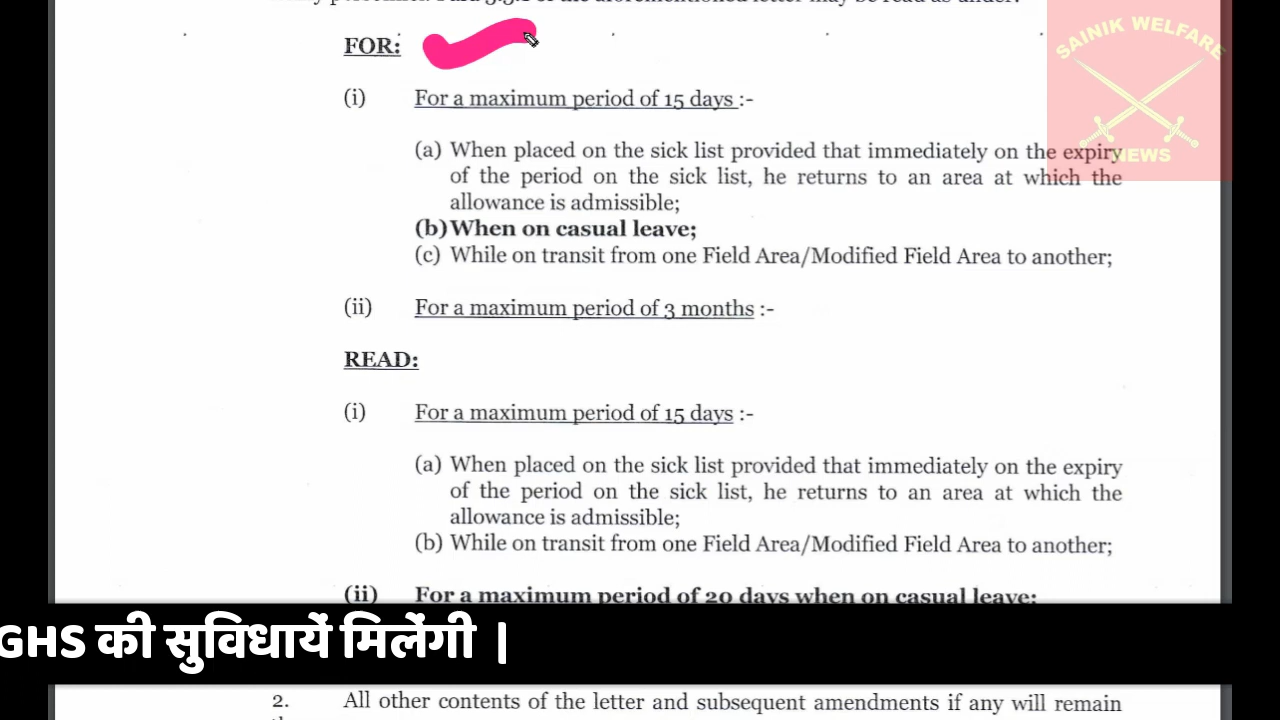 FOR:
(i) For a maximum period of 15 days :-
(a) When placed on the sick list provided that immediately on the expiry
of the period on the sick list, he returns to an area at which the
allowance is admissible;
(b) When on casual leave;
(c) While on transit from one Field Area/Modified Field Area to another;
(ii) For a maximum period of 3 months :-
READ:
(i) For a maximum period of 15 days :-
(a) When placed on the sick list provided that immediately on the expiry
of the period on the sick list, he returns to an area at which the
allowance is admissible;
(b) While on transit from one Field Area/Modified Field Area to another;
(ii) For a maximum period of 20 days when on casual leave;
GHS की सुविधायें मिलेंगी |
2. All other contents of the letter and subsequent amendments if any will remain
SAINIK WELFARE
NEWS